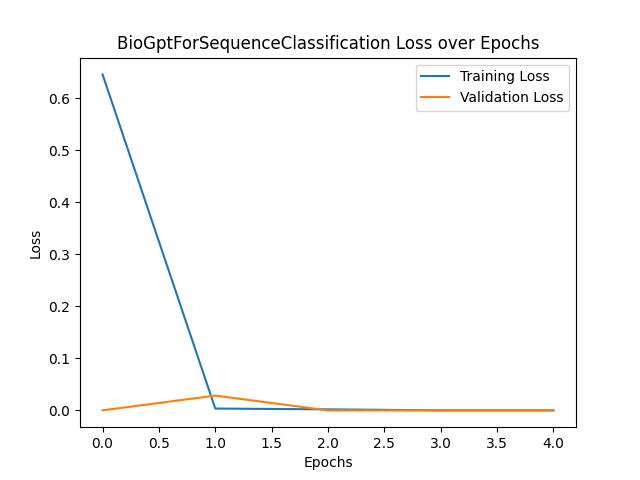 BioGptForSequenceClassification Loss over Epochs
Training Loss
Validation Loss
Loss
0.6
0.5
0.4
0.3
0.2
0.1
0.0
0.0 0.5 1.0 1.5 2.0 2.5 3.0 3.5 4.0
Epochs